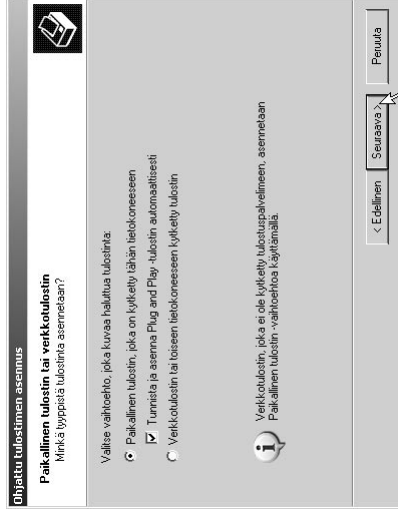 Ohjattu tulostimen asennus
Paikallinen tulostin tai verkkotulostin
Minkä tyyppistä tulostinta asennetaan?
Valitse vaihtoehto, joka kuvaa haluttua tulostinta:
Paikallinen tulostin, joka on kytketty tähän tietokoneeseen
Tunnista ja asenna Plug and Play -tulostin automaattisesti
Verkkotulostin tai toiseen tietokoneeseen kytketty tulostin
Verkkotulostin, joka ei ole kytketty tulostuspalvelimeen, asennetaan
Paikallinen tulostin -vaihtoehtoa käyttämällä.
< Edellinen
Seuraava >
Peruuta